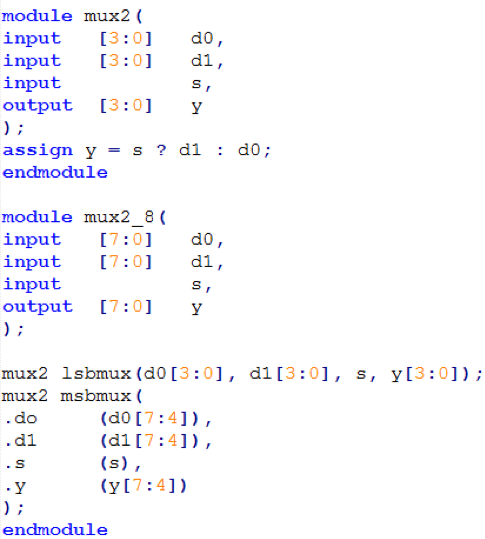 module mux2(
input [3:0] d0,
input [3:0] d1,
input s,
output [3:0] y
);
assign y = s ? d1 : d0;
endmodule
module mux2_8(
input [7:0] d0,
input [7:0] d1,
input s,
output [7:0] y
);
mux2 lsbmux(d0[3:0], d1[3:0], s, y[3:0]);
mux2 msbmux(
.do (d0[7:4]),
.d1 (d1[7:4]),
.s (s),
.y (y[7:4])
);
endmodule